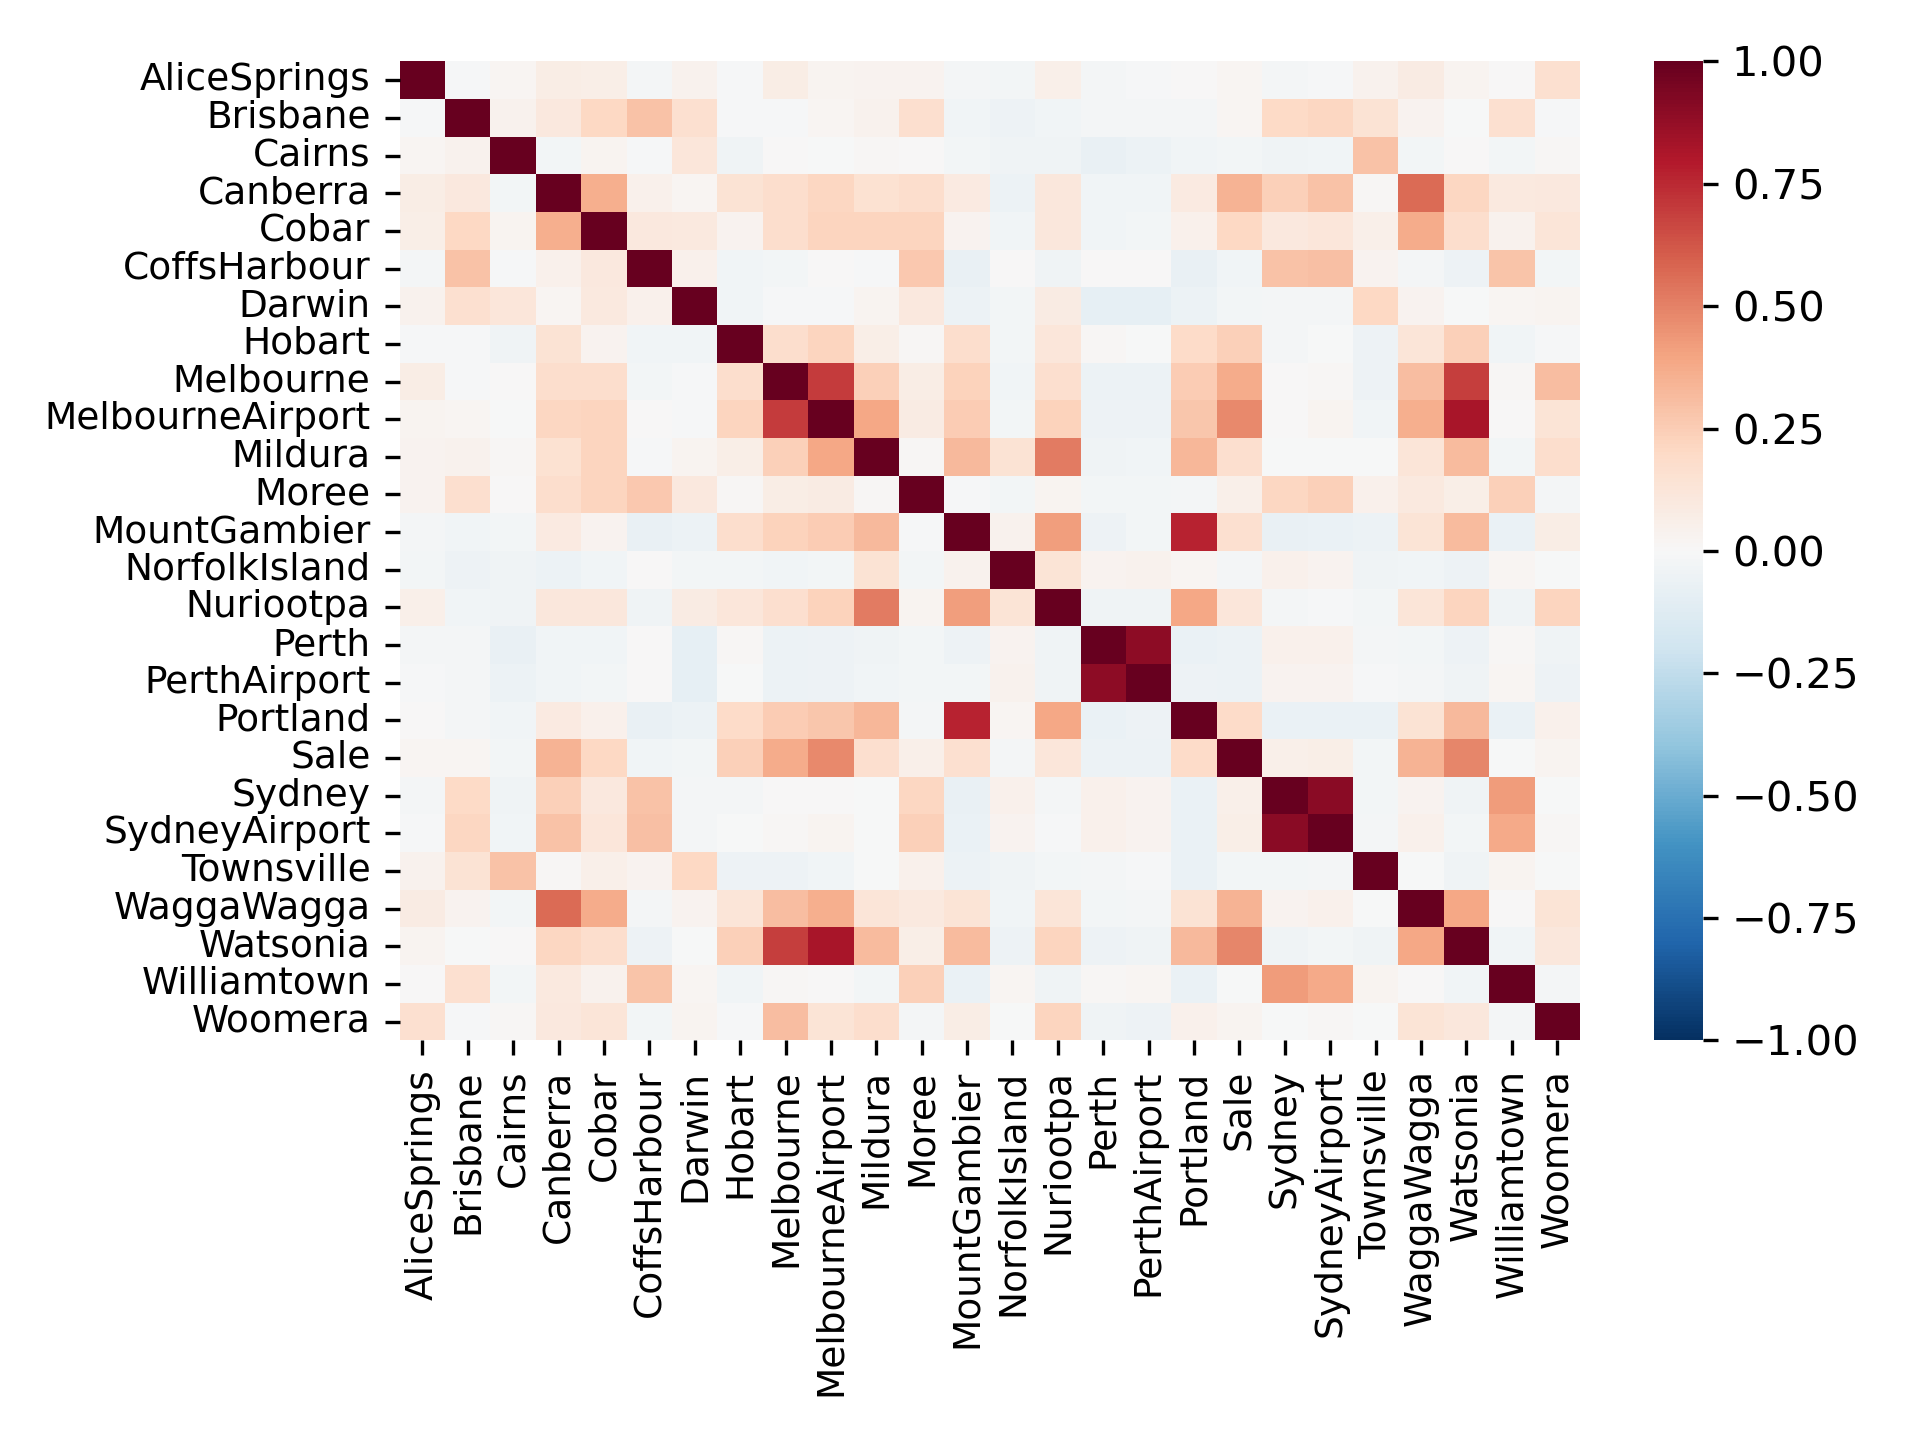 AliceSprings
Brisbane
Cairns
Canberra
Cobar
CoffsHarbour
Darwin
Hobart
Melbourne
MelbourneAirport
Mildura
Moree
MountGambier
NorfolkIsland
Nuriootpa
Perth
PerthAirport
Portland
Sale
Sydney
SydneyAirport
Townsville
WaggaWagga
Watsonia
Williamtown
Woomera
AliceSprings
Brisbane
Cairns
Canberra
Cobar
CoffsHarbour
Darwin
Hobart
Melbourne
MelbourneAirport
Mildura
Moree
MountGambier
NorfolkIsland
Nuriootpa
Perth
PerthAirport
Portland
Sale
Sydney
SydneyAirport
Townsville
WaggaWagga
Watsonia
Williamtown
Woomera
1.00
0.75
0.50
0.25
0.00
−0.25
−0.50
−0.75
−1.00